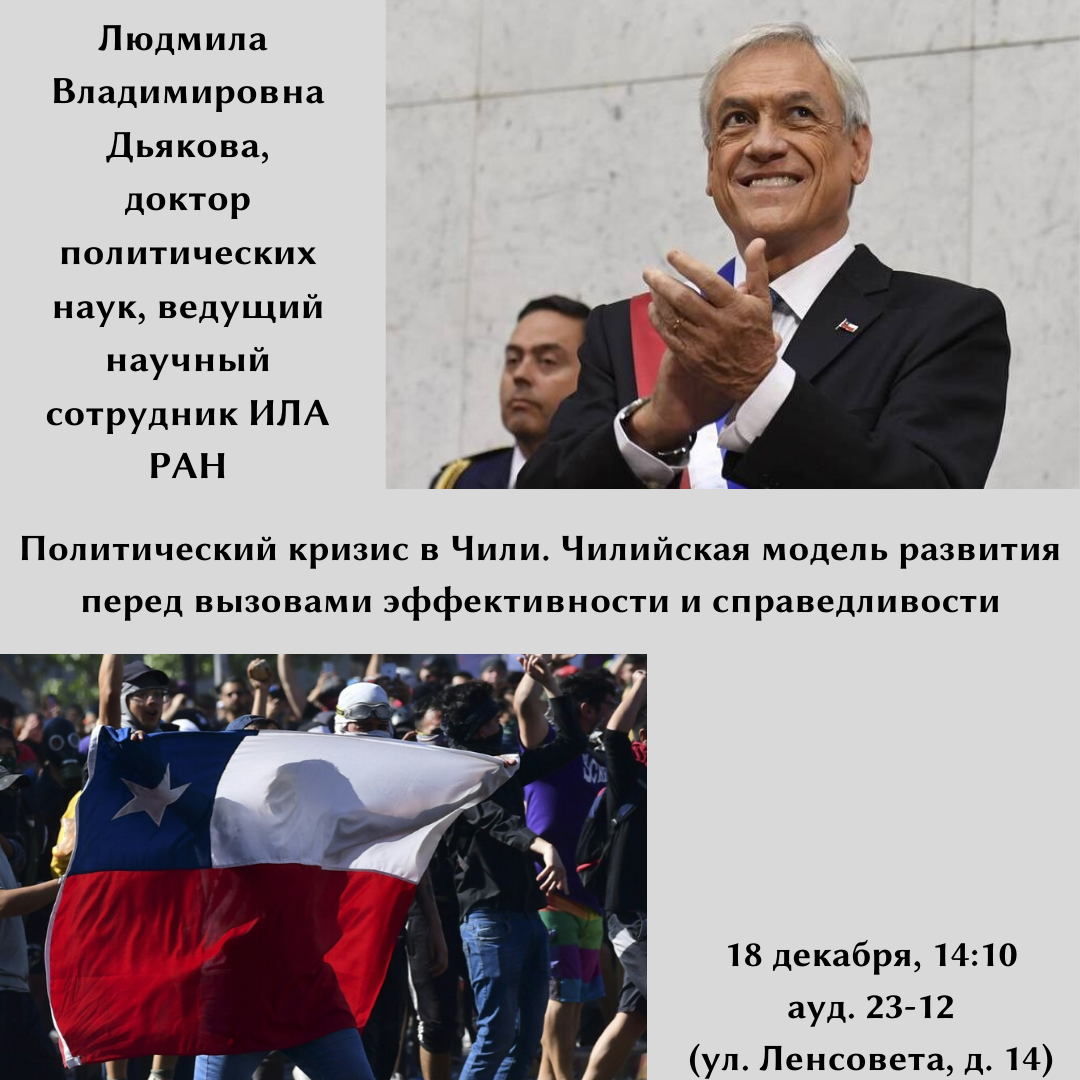 Людмила
Владимировна
Дьякова,
доктор
политических
наук, ведущий
научный
сотрудник ИЛА
РАН
Политический кризис в Чили. Чилийская модель развития
перед вызовами эффективности и справедливости
18 декабря, 14:10
ауд. 23-12
(ул. Ленсовета, д. 14)